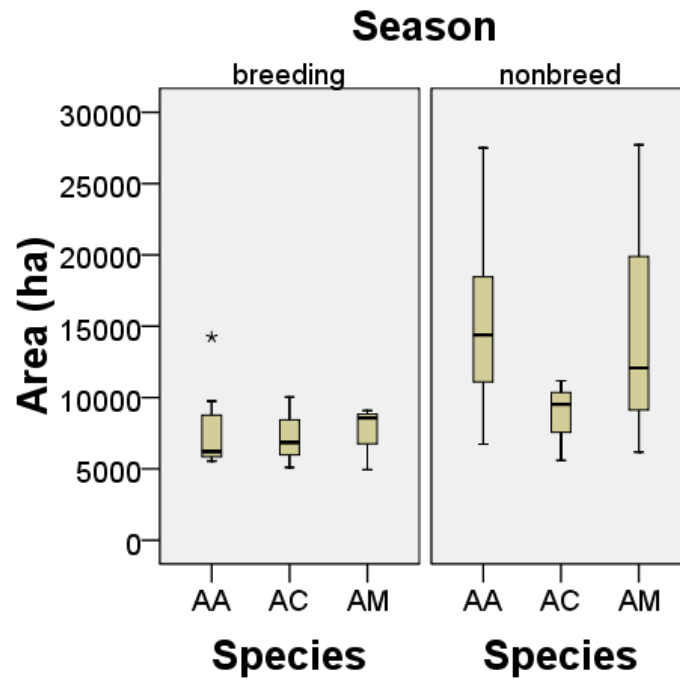 Season
breeding nonbreed
30000
25000
20000
15000
10000
5000
0
Area (ha)
*
AA AC AM AA AC AM
Species Species